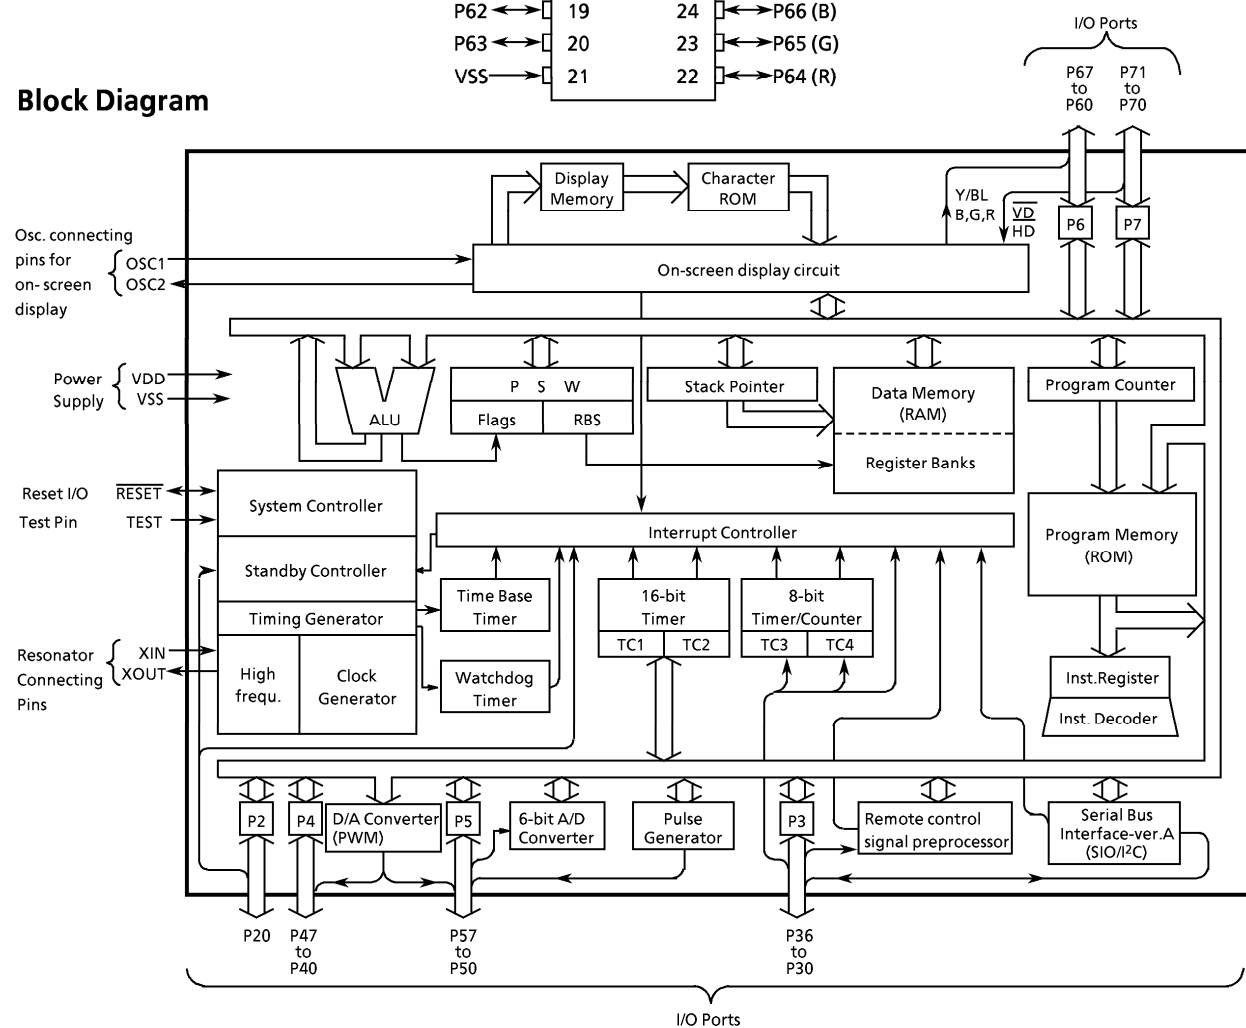 P62 19 24 P66 (B)
P63 20 23 P65 (G)
VSS 21 22 P64 (R)
I/O Ports
P67 to P60
P71 to P70
Block Diagram
Display Memory
Character ROM
Y/BL
B,G,R
VD
HD
P6
P7
Osc. connecting
pins for
on- screen
display
OSC1
OSC2
On-screen display circuit
Power
Supply
VDD
VSS
ALU
P S W
Flags
RBS
Stack Pointer
Data Memory
(RAM)
Register Banks
Program Counter
Reset I/O RESET
Test Pin TEST
System Controller
Interrupt Controller
Program Memory
(ROM)
Standby Controller
Timing Generator
Time Base
Timer
16-bit
Timer
TC1 TC2
8-bit
Timer/Counter
TC3 TC4
Resonator
Connecting
Pins
XIN
XOUT
High
frequ.
Clock
Generator
Watchdog
Timer
Inst.Register
Inst. Decoder
P2
P4
D/A Converter
(PWM)
P5
6-bit A/D
Converter
Pulse
Generator
P3
Remote control
signal preprocessor
Serial Bus
Interface-ver.A
(SIO/I²C)
P20
P47
to
P40
P57
to
P50
P36
to
P30
I/O Ports